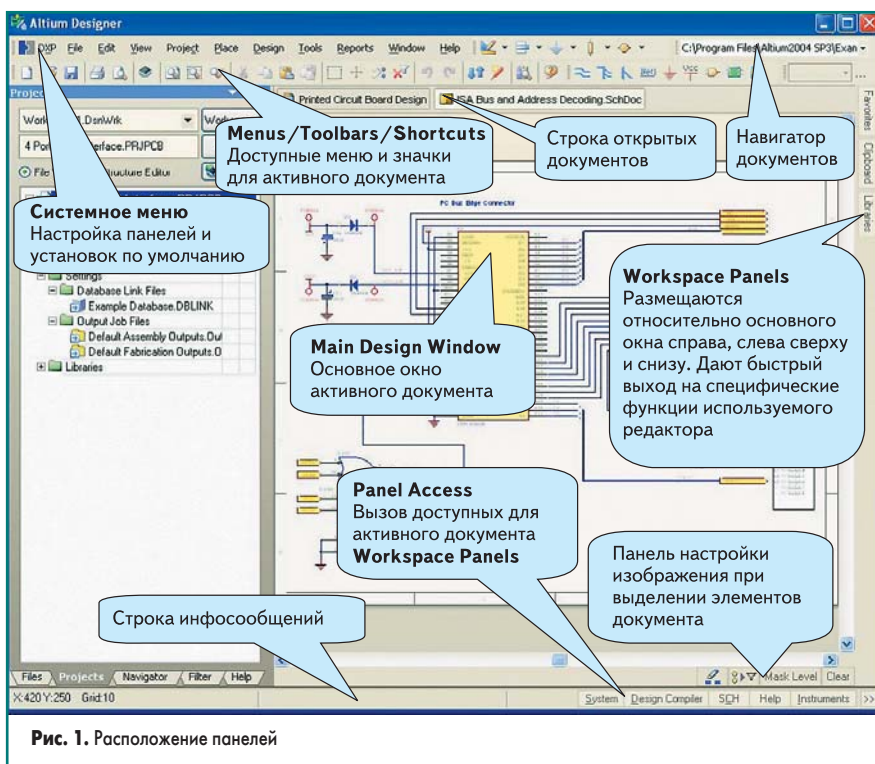 Altium Designer
DXP File Edit View Project Place Design Tools Reports Window Help
C:\Program Files\Altium2004 SP3\Exan
Printed Circuit Board Design
ISA Bus and Address Decoding.SchDoc
Favorites
Clipboard
Libraries
Menus/Toolbars/Shortcuts
Доступные меню и значки
для активного документа
Строка открытых
документов
Навигатор
документов
Системное меню
Настройка панелей и
установок по умолчанию
PC Bus Edge Connector
Settings
Database Link Files
Example Database.DBLINK
Output Job Files
Default Assembly Outputs.Out
Default Fabrication Outputs.O
Libraries
Main Design Window
Основное окно
активного документа
Workspace Panels
Размещаются
относительно основного
окна справа, слева сверху
и снизу. Дают быстрый
выход на специфические
функции используемого
редактора
Panel Access
Вызов доступных для
активного документа
Workspace Panels
Панель настройки
изображения при
выделении элементов
документа
Строка инфосообщений
Files Projects Navigator Filter Help
Mask Level Clear
X:420 Y:250 Grid:10
System Design Compiler SCH Help Instruments >>
Рис. 1. Расположение панелей